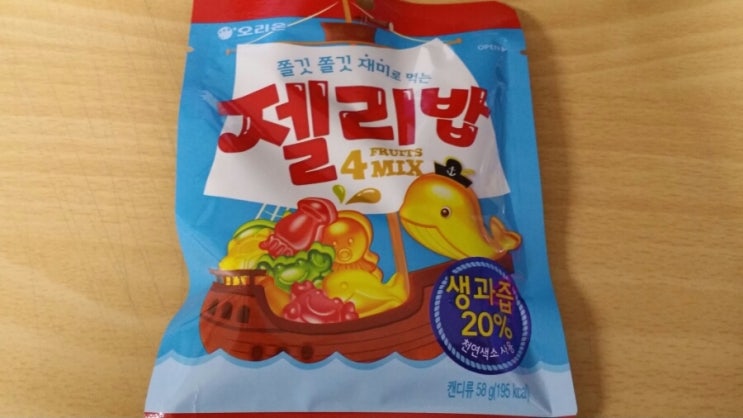 오리온
OPEN
쫄깃 쫄깃 재미로 먹는
젤리밥
4 FRUITS MIX
생과즙
20%
천연색소 사용
캔디류 58 g(195 kcal)